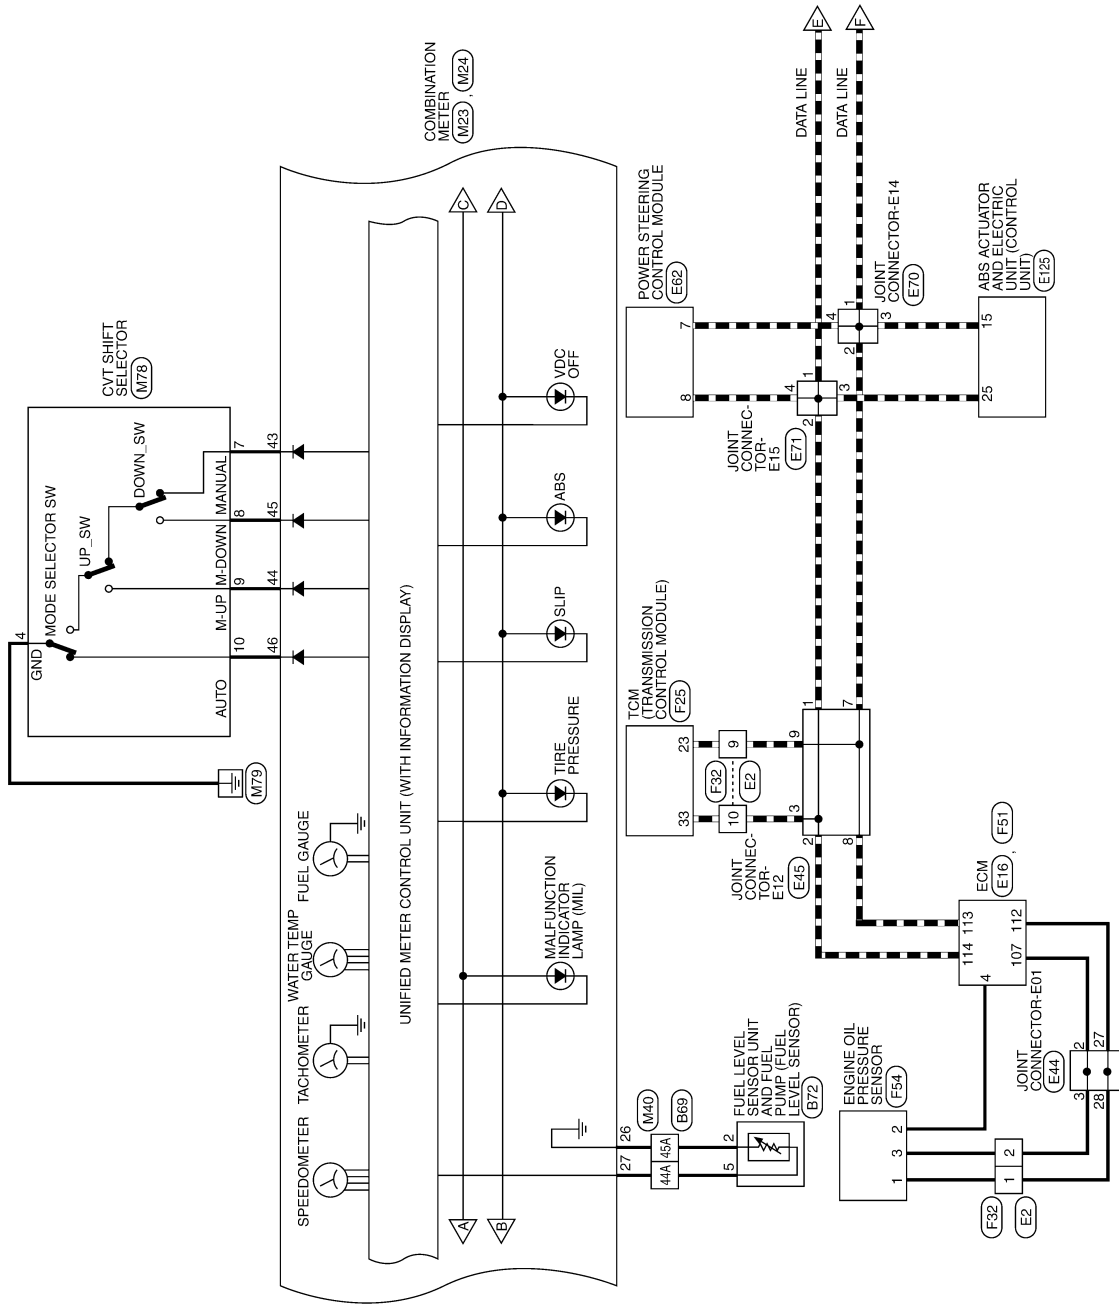 COMBINATION
METER
M23 , M24
CVT SHIFT
SELECTOR
M78
4
GND
MODE SELECTOR SW
UP_SW
DOWN_SW
AUTO
M-UP
M-DOWN
MANUAL
10
9
8
7
46
44
45
43
M79
SPEEDOMETER
TACHOMETER
WATER TEMP
GAUGE
FUEL GAUGE
UNIFIED METER CONTROL UNIT (WITH INFORMATION DISPLAY)
A
B
C
D
MALFUNCTION
INDICATOR
LAMP (MIL)
TIRE
PRESSURE
SLIP
ABS
VDC
OFF
27
26
44A
45A
M40
B69
5
2
FUEL LEVEL
SENSOR UNIT
AND FUEL
PUMP (FUEL
LEVEL SENSOR)
B72
TCM
(TRANSMISSION
CONTROL MODULE)
F25
33
23
10
9
F32
E2
3
9
2
1
8
7
JOINT
CONNEC-
TOR-
E12
E45
POWER STEERING
CONTROL MODULE
E62
8
7
JOINT
CONNEC-
TOR-
E15
E71
4
1
2
3
4
1
2
3
JOINT
CONNECTOR-E14
E70
DATA LINE
E
DATA LINE
F
ABS ACTUATOR
AND ELECTRIC
UNIT (CONTROL
UNIT)
E125
25
15
ECM
E16 , F51
114
113
4
107
112
ENGINE OIL
PRESSURE
SENSOR
F54
1
3
2
1
2
F32
E2
JOINT
CONNECTOR-E01
E44
3
2
28
27